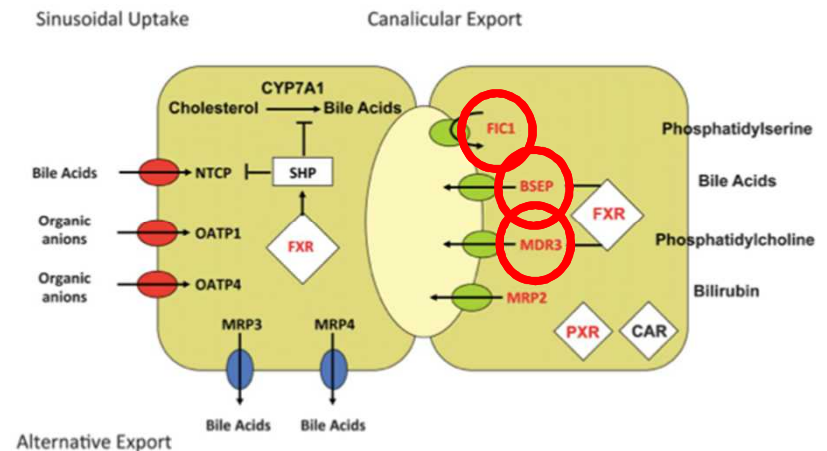 Sinusoidal Uptake
Canalicular Export
CYP7A1
Cholesterol
Bile Acids
FIC1
Phosphatidylserine
Bile Acids
NTCP
SHP
BSEP
Bile Acids
Organic
anions
OATP1
FXR
FXR
MDR3
Phosphatidylcholine
Organic
anions
OATP4
MRP2
Bilirubin
MRP3
MRP4
PXR
CAR
Bile Acids
Bile Acids
Alternative Export